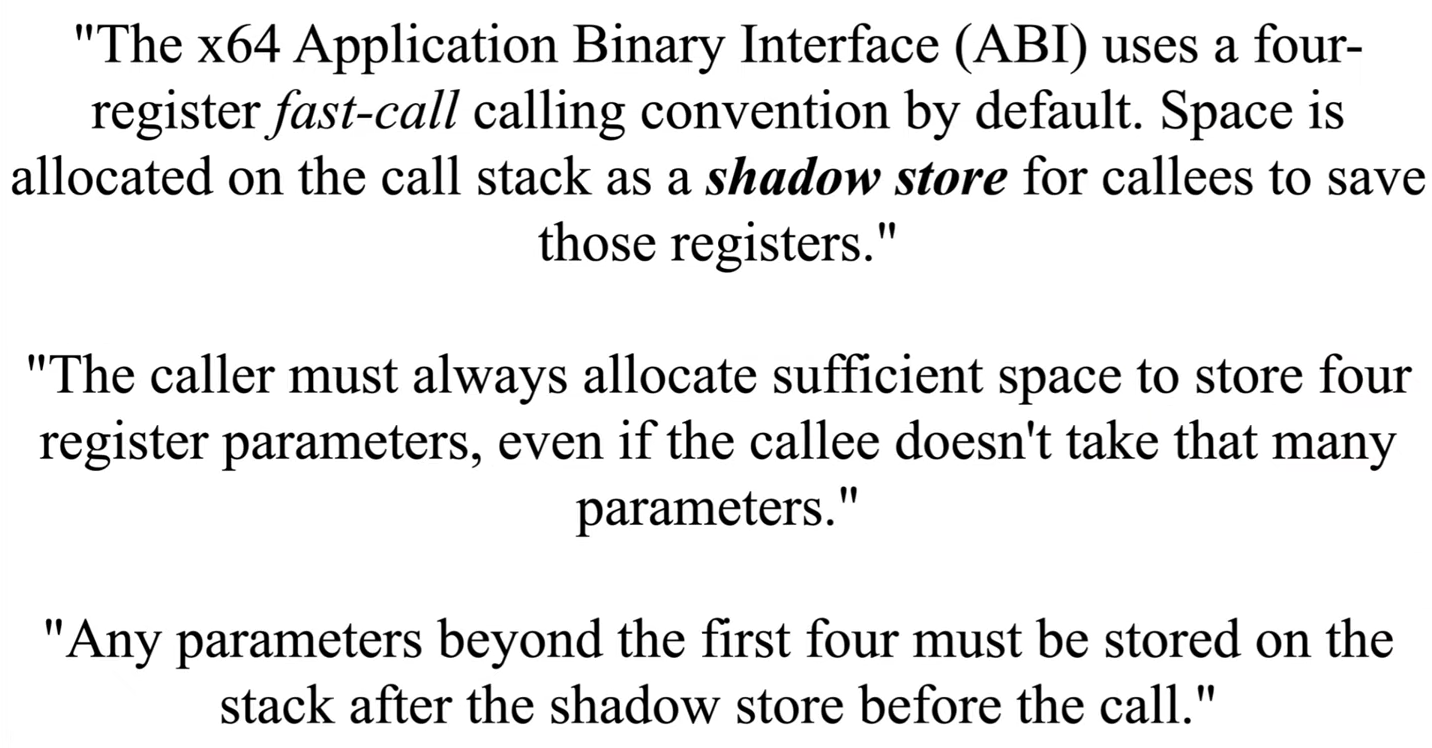 "The x64 Application Binary Interface (ABI) uses a four-
register fast-call calling convention by default. Space is
allocated on the call stack as a shadow store for callees to save
those registers."
"The caller must always allocate sufficient space to store four
register parameters, even if the callee doesn't take that many
parameters."
"Any parameters beyond the first four must be stored on the
stack after the shadow store before the call."